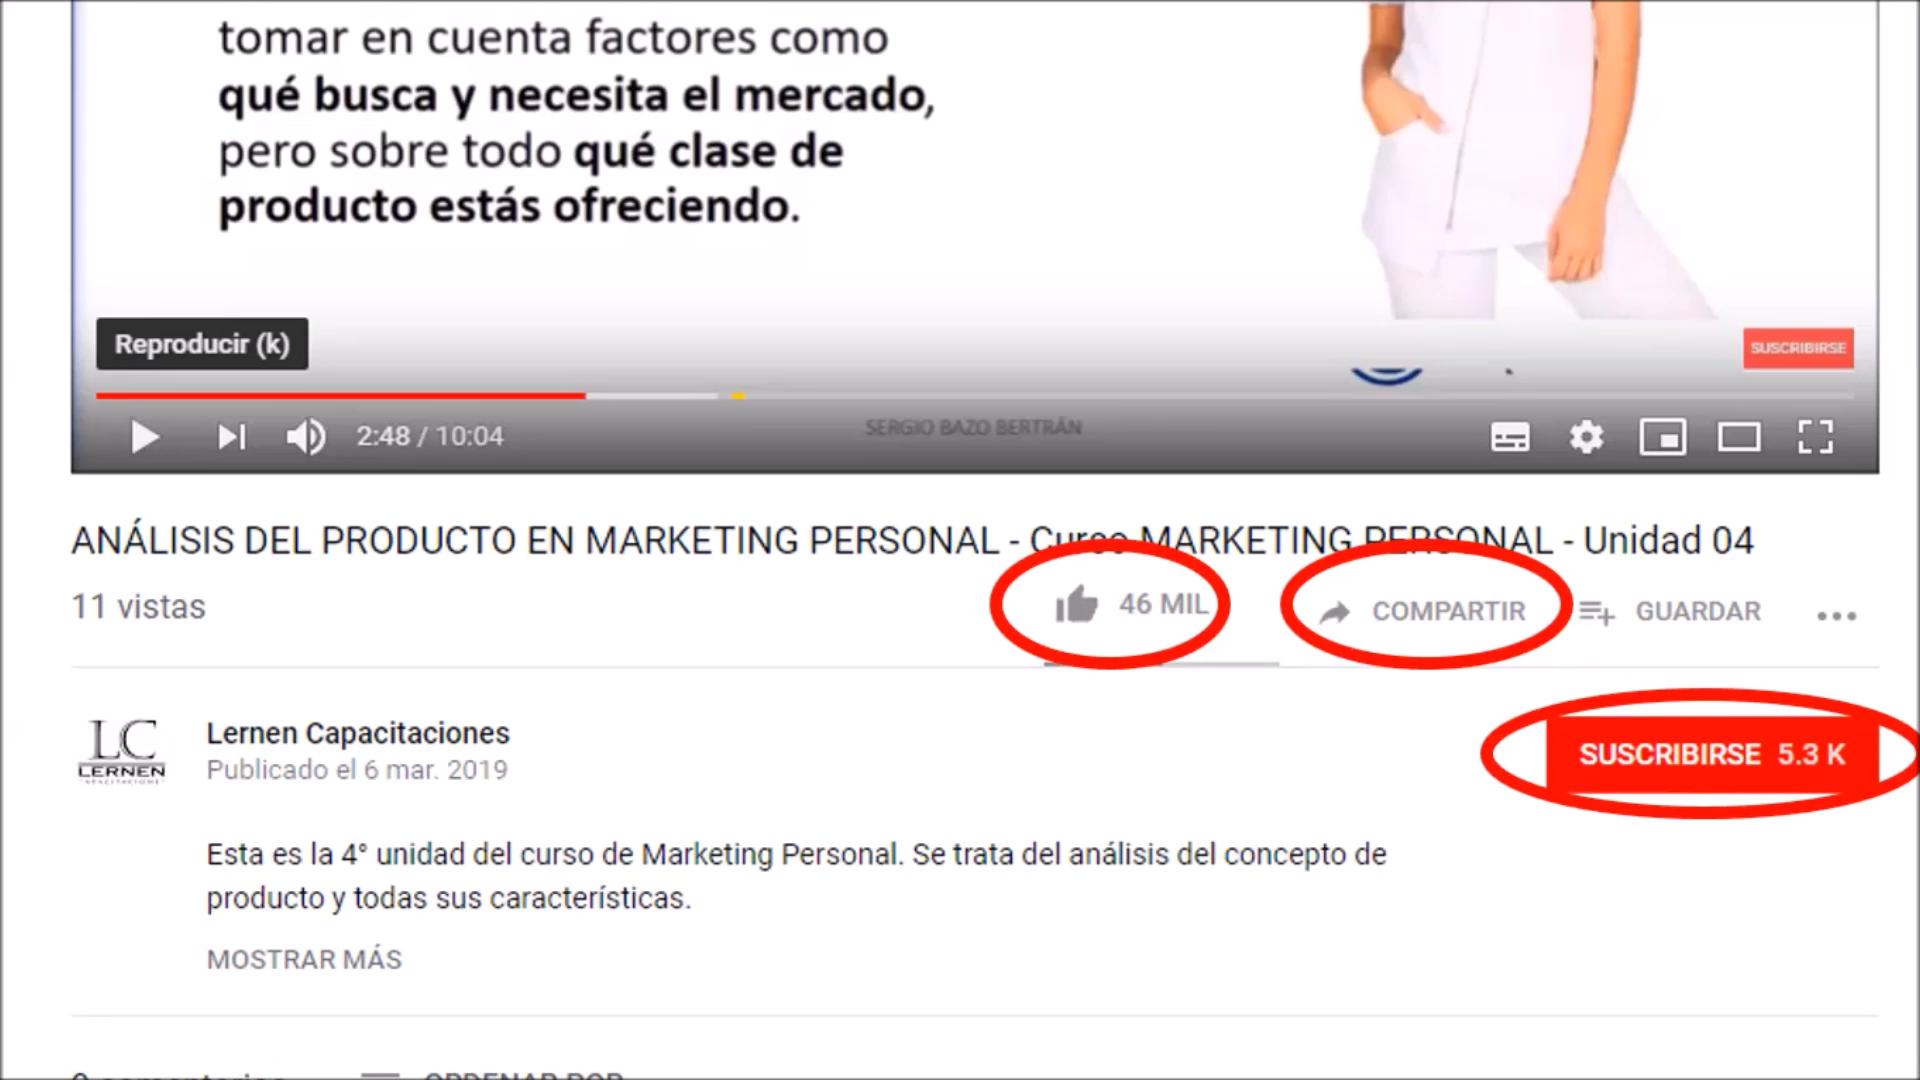 tomar en cuenta factores como
qué busca y necesita el mercado,
pero sobre todo qué clase de
producto estás ofreciendo.
Reproducir (k)
SUSCRIBIRSE
2:48 / 10:04
SERGIO BAZO BERTRÁN
ANÁLISIS DEL PRODUCTO EN MARKETING PERSONAL - Curso MARKETING PERSONAL - Unidad 04
11 vistas
46 MIL
COMPARTIR
GUARDAR
LC
LERNEN
Lernen Capacitaciones
Publicado el 6 mar. 2019
SUSCRIBIRSE 5.3 K
Esta es la 4° unidad del curso de Marketing Personal. Se trata del análisis del concepto de
producto y todas sus características.
MOSTRAR MÁS
0 comentarios
ORDENAR POR